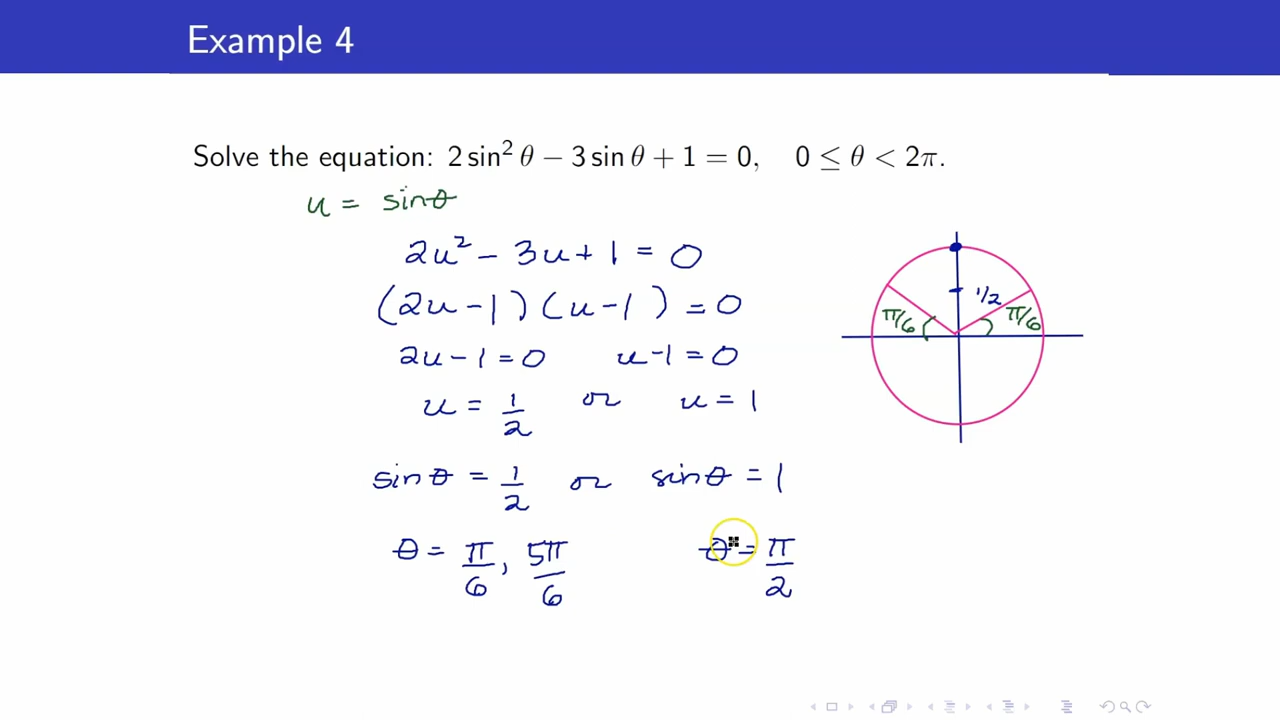 Example 4
Solve the equation: 2 sin² θ − 3 sin θ + 1 = 0, 0 ≤ θ < 2π.
u = sinθ
2u² − 3u + 1 = 0
(2u − 1)(u − 1) = 0
2u − 1 = 0 u − 1 = 0
u = 1/2 or u = 1
sinθ = 1/2 or sinθ = 1
θ = π/6, 5π/6 θ = π/2
1/2
π/6 π/6